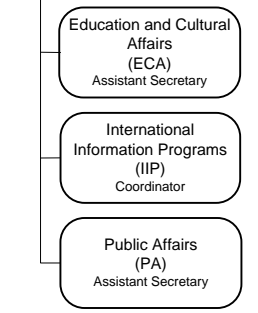 Education and Cultural
Affairs
(ECA)
Assistant Secretary
International
Information Programs
(IIP)
Coordinator
Public Affairs
(PA)
Assistant Secretary